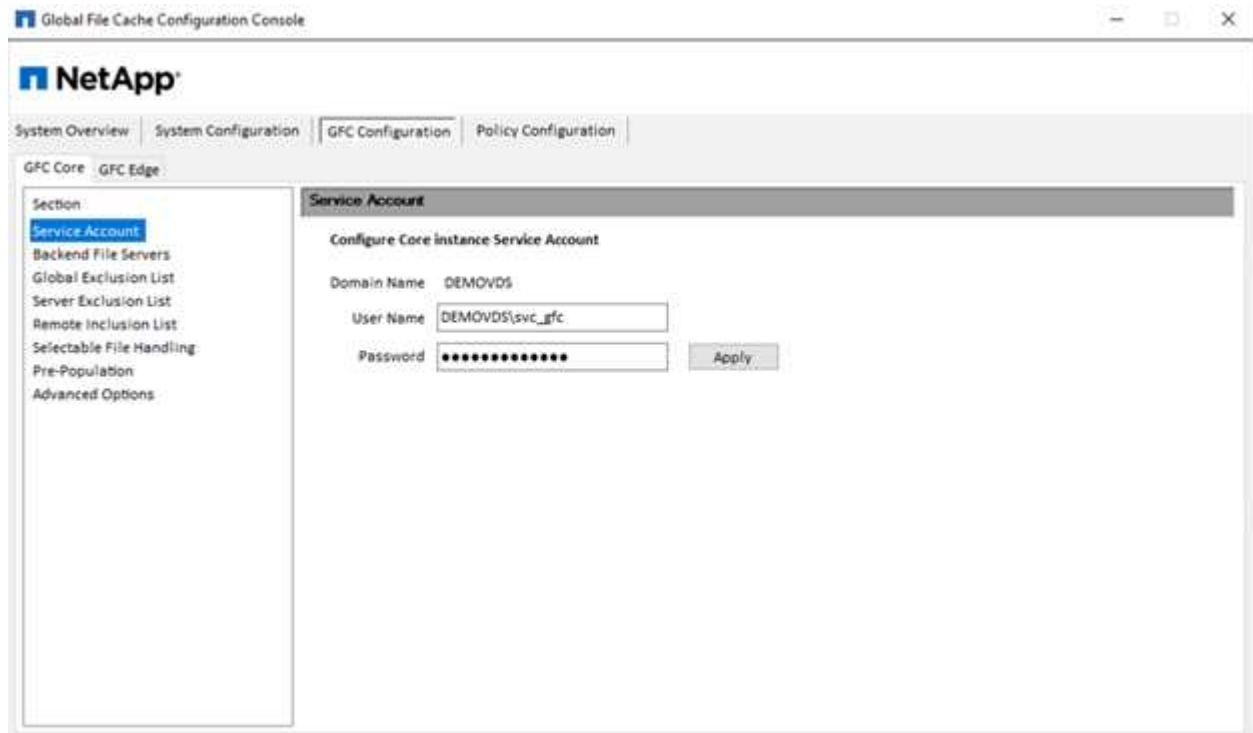 Global File Cache Configuration Console
NetApp
System Overview System Configuration GFC Configuration Policy Configuration
GFC Core GFC Edge
Section
Service Account
Backend File Servers
Global Exclusion List
Server Exclusion List
Remote Inclusion List
Selectable File Handling
Pre-Population
Advanced Options
Service Account
Configure Core instance Service Account
Domain Name DEMOVDS
User Name DEMOVDS\svc_gfc
Password ●●●●●●●●●●●●● Apply